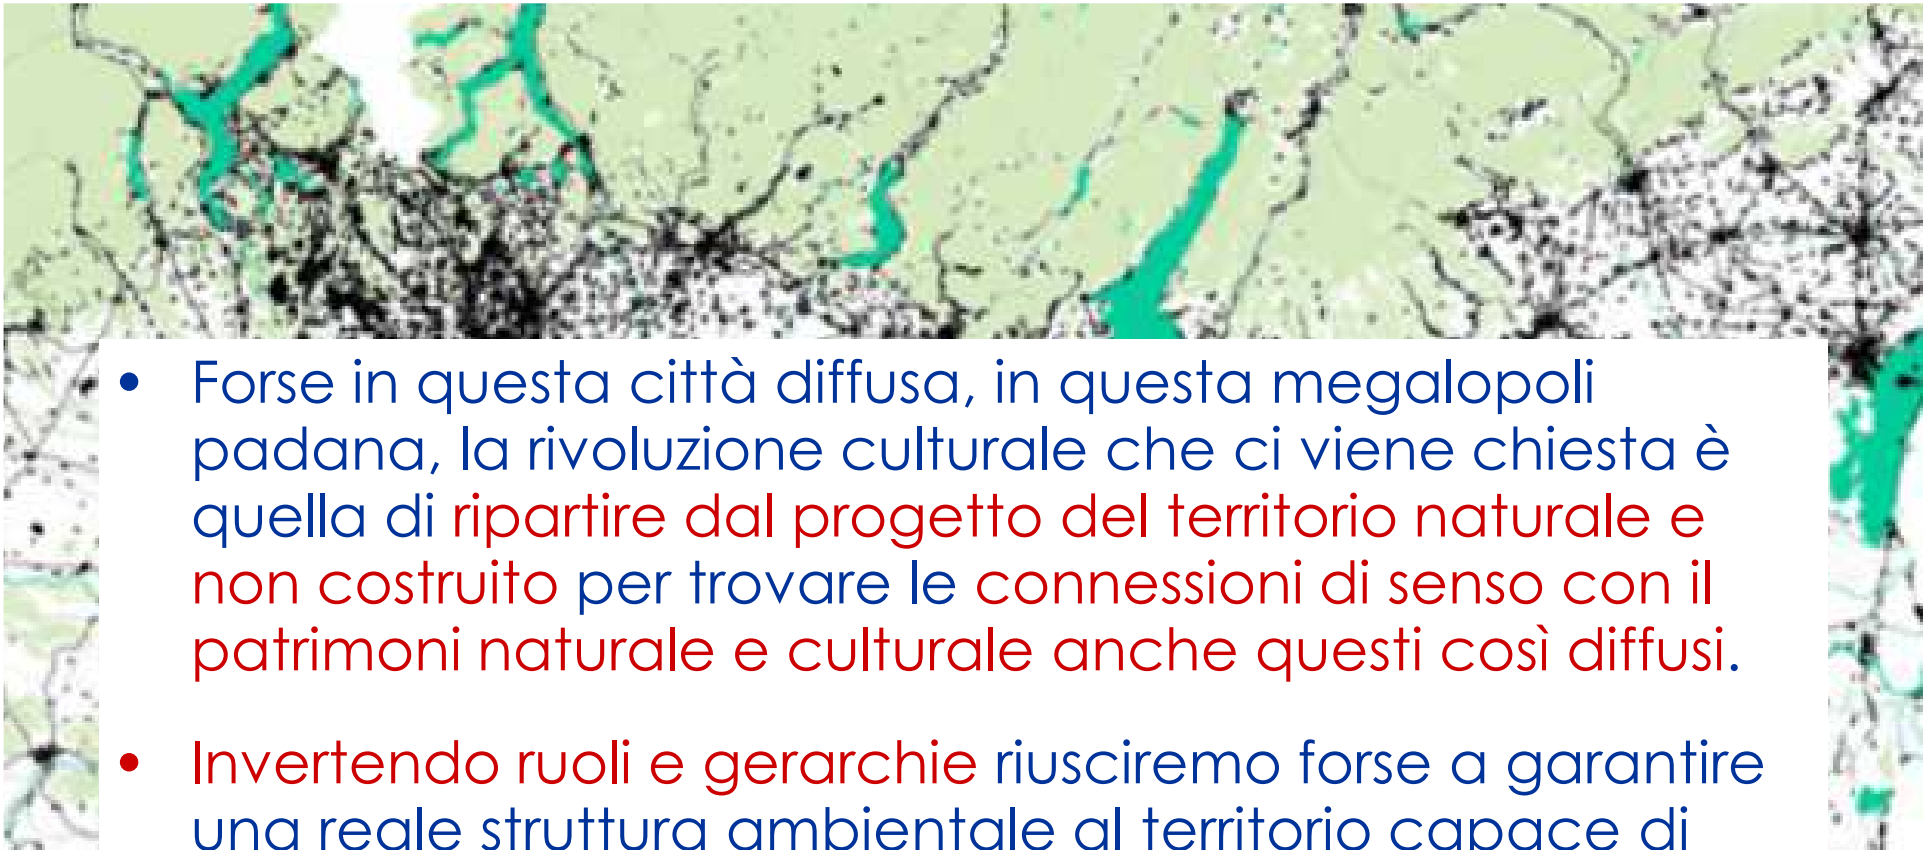 • Forse in questa città diffusa, in questa megalopoli
padana, la rivoluzione culturale che ci viene chiesta è
quella di ripartire dal progetto del territorio naturale e
non costruito per trovare le connessioni di senso con il
patrimoni naturale e culturale anche questi così diffusi.
• Invertendo ruoli e gerarchie riusciremo forse a garantire
una reale struttura ambientale al territorio capace di